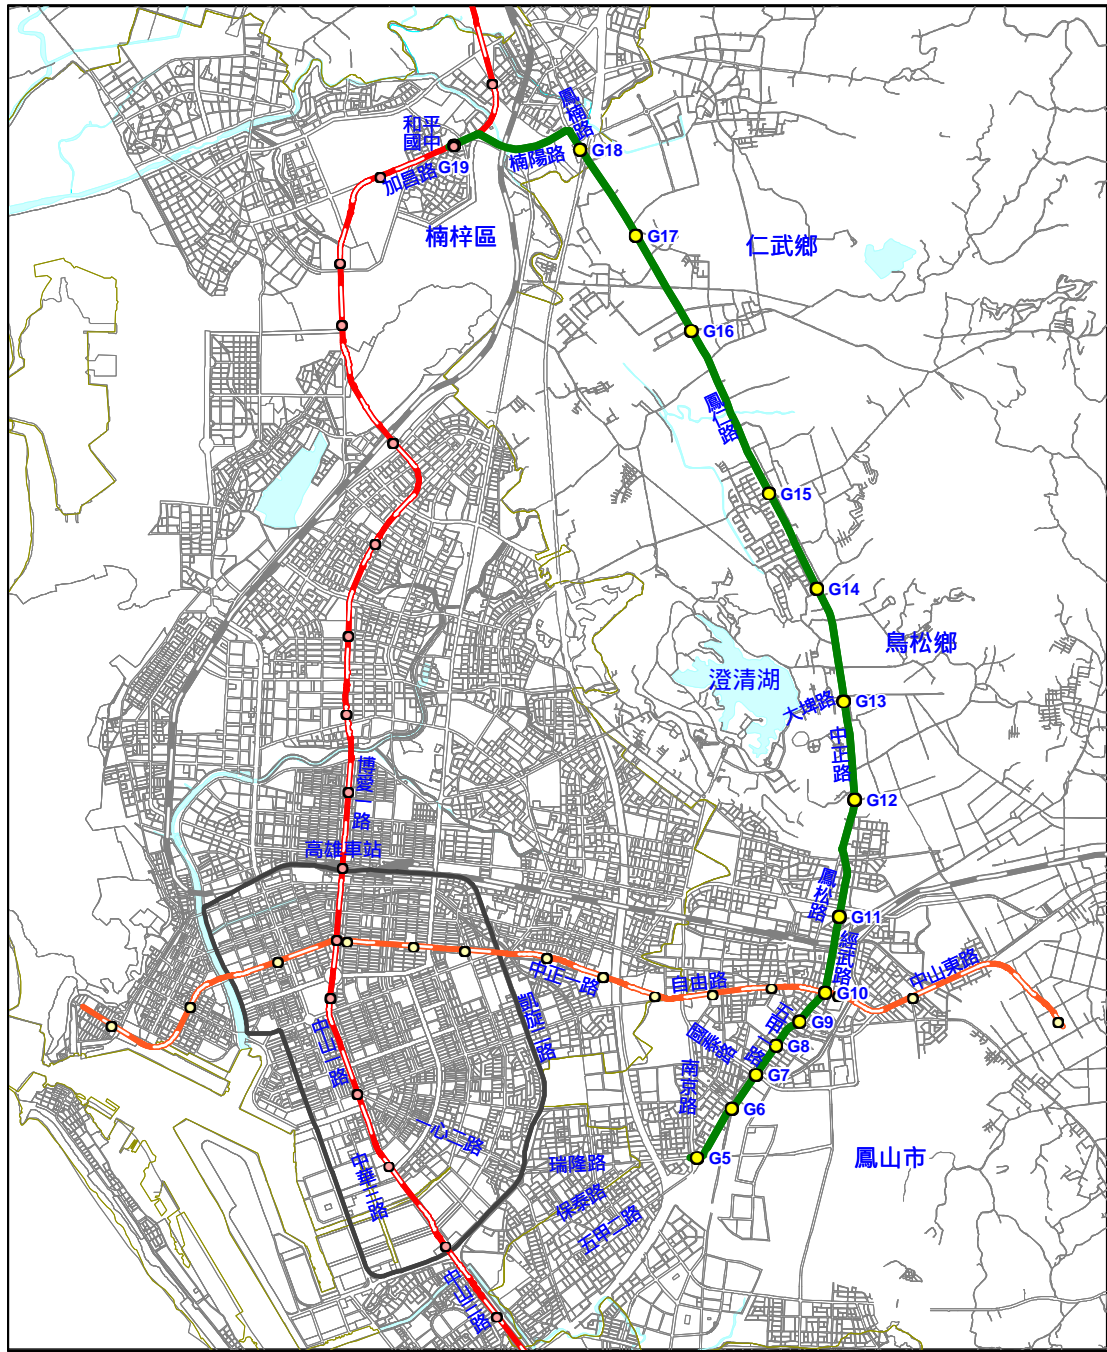 鳳楠路
和平
國中
G18
楠陽路
G19
加昌路
楠梓區
G17
仁武鄉
G16
鳳仁路
G15
G14
鳥松鄉
澄清湖
大埤路
G13
中正路
博愛一路
G12
高雄車站
鳳松路
G11
經武路
中正一路
自由路
中山東路
G10
凱旋二路
五甲一路
G9
中山一路
國泰路
G8
南京路
G7
G6
一心二路
瑞隆路
G5
鳳山市
中華三路
保泰路
五甲二路
中山三路